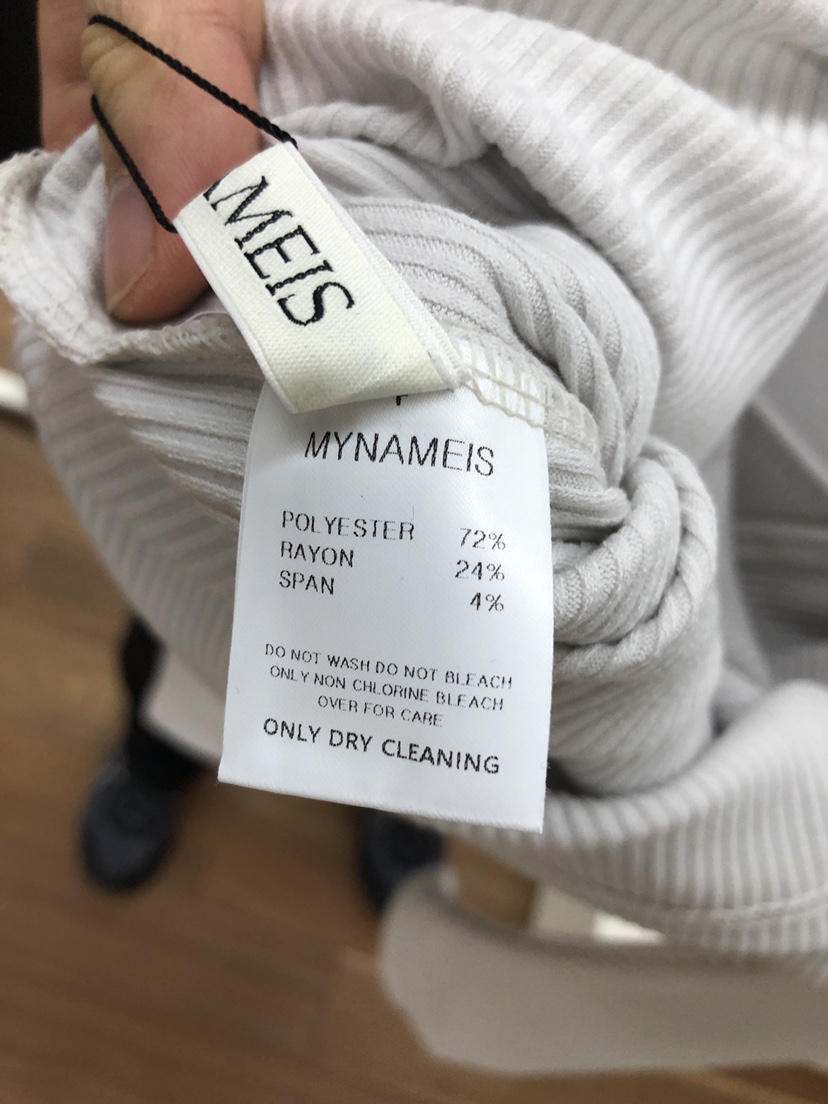 AMEIS
F
MYNAMEIS
POLYESTER 72%
RAYON 24%
SPAN 4%
DO NOT WASH DO NOT BLEACH
ONLY NON CHLORINE BLEACH
OVER FOR CARE
ONLY DRY CLEANING